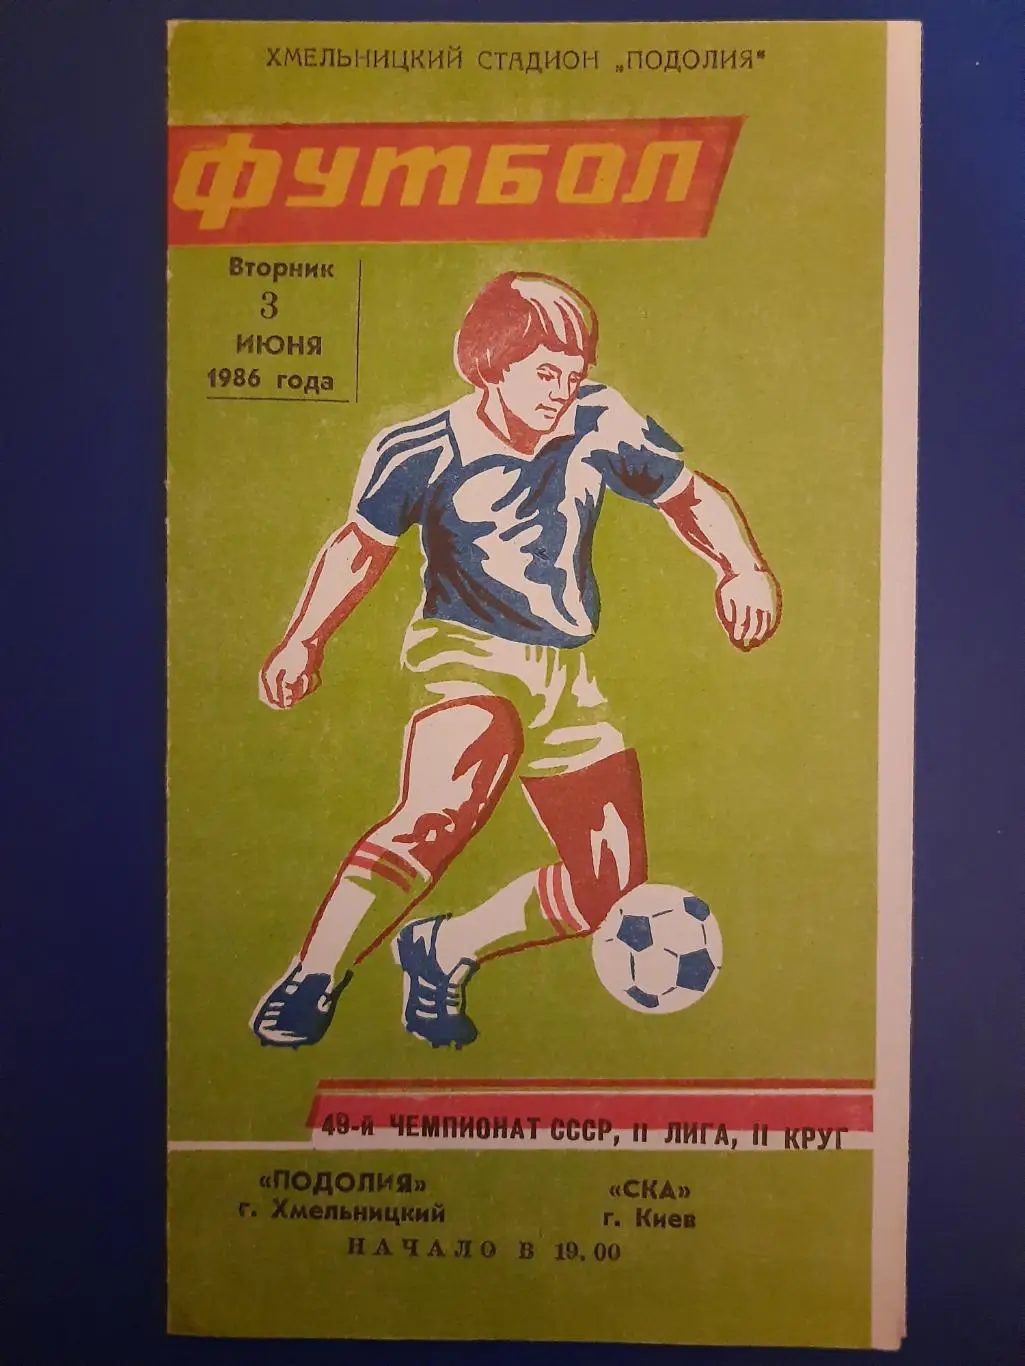 ХМЕЛЬНИЦКИЙ СТАДИОН „ПОДОЛИЯ“
ФУТБОЛ
Вторник
3
ИЮНЯ
1986 года
49-й ЧЕМПИОНАТ СССР, II ЛИГА, II КРУГ
«ПОДОЛИЯ»
г. Хмельницкий
«СКА»
г. Киев
НАЧАЛО В 19.00